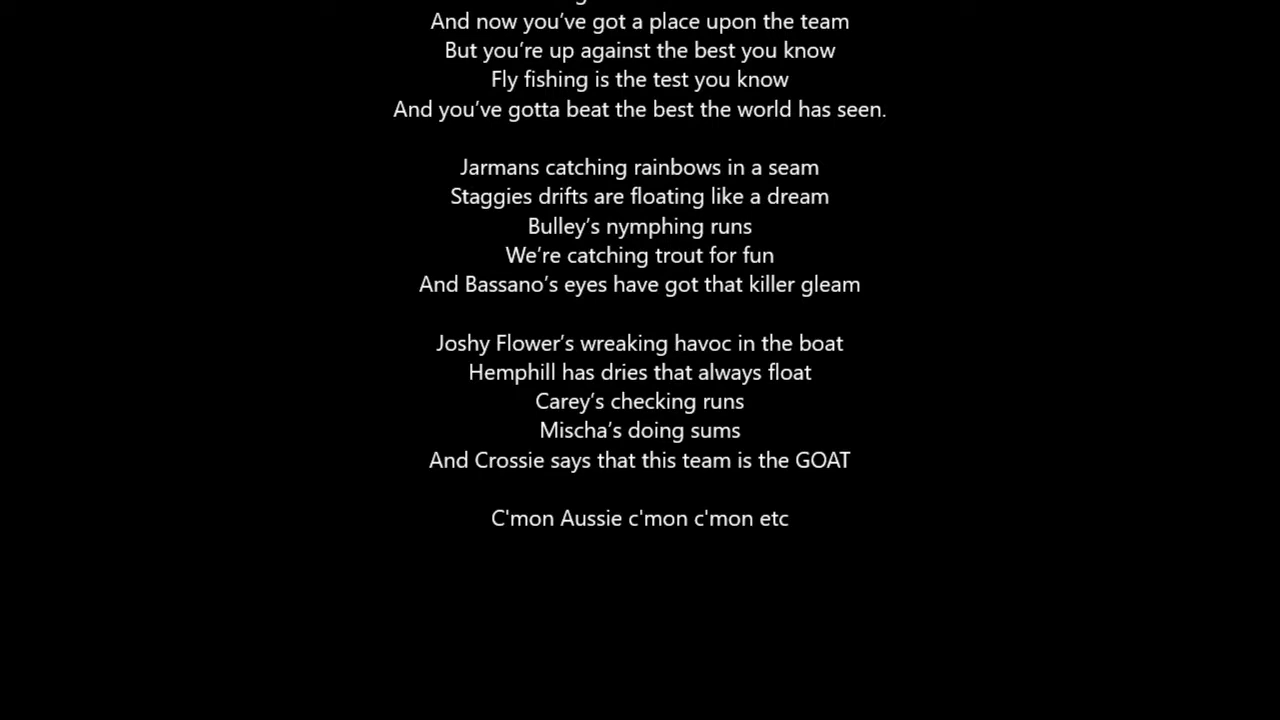 And now you’ve got a place upon the team
But you’re up against the best you know
Fly fishing is the test you know
And you’ve gotta beat the best the world has seen.
Jarmans catching rainbows in a seam
Staggies drifts are floating like a dream
Bulley’s nymphing runs
We’re catching trout for fun
And Bassano’s eyes have got that killer gleam
Joshy Flower’s wreaking havoc in the boat
Hemphill has dries that always float
Carey’s checking runs
Mischa’s doing sums
And Crossie says that this team is the GOAT
C'mon Aussie c'mon c'mon etc